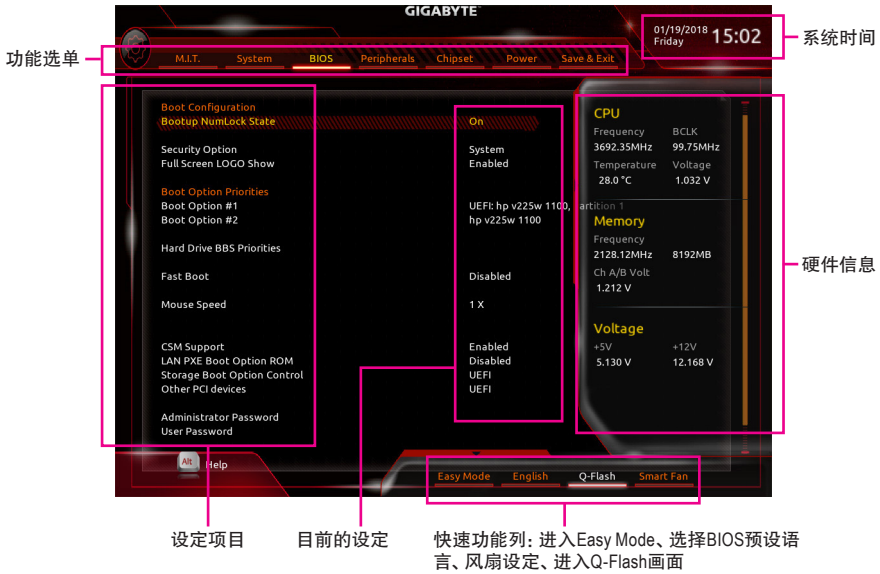 GIGABYTE™
01/19/2018
Friday
15:02
系统时间
功能选单
M.I.T. System BIOS Peripherals Chipset Power Save & Exit
Boot Configuration
Bootup NumLock State On
Security Option System
Full Screen LOGO Show Enabled
Boot Option Priorities
Boot Option #1 UEFI: hp v225w 1100, Partition 1
Boot Option #2 hp v225w 1100
Hard Drive BBS Priorities
Fast Boot Disabled
Mouse Speed 1 X
CSM Support Enabled
LAN PXE Boot Option ROM Disabled
Storage Boot Option Control UEFI
Other PCI devices UEFI
Administrator Password
User Password
CPU
Frequency BCLK
3692.35MHz 99.75MHz
Temperature Voltage
28.0 °C 1.032 V
Memory
Frequency
2128.12MHz 8192MB
Ch A/B Volt
1.212 V
Voltage
+5V +12V
5.130 V 12.168 V
硬件信息
Alt Help
Easy Mode English Q-Flash Smart Fan
设定项目
目前的设定
快速功能列: 进入Easy Mode、选择BIOS预设语
言、风扇设定、进入Q-Flash画面